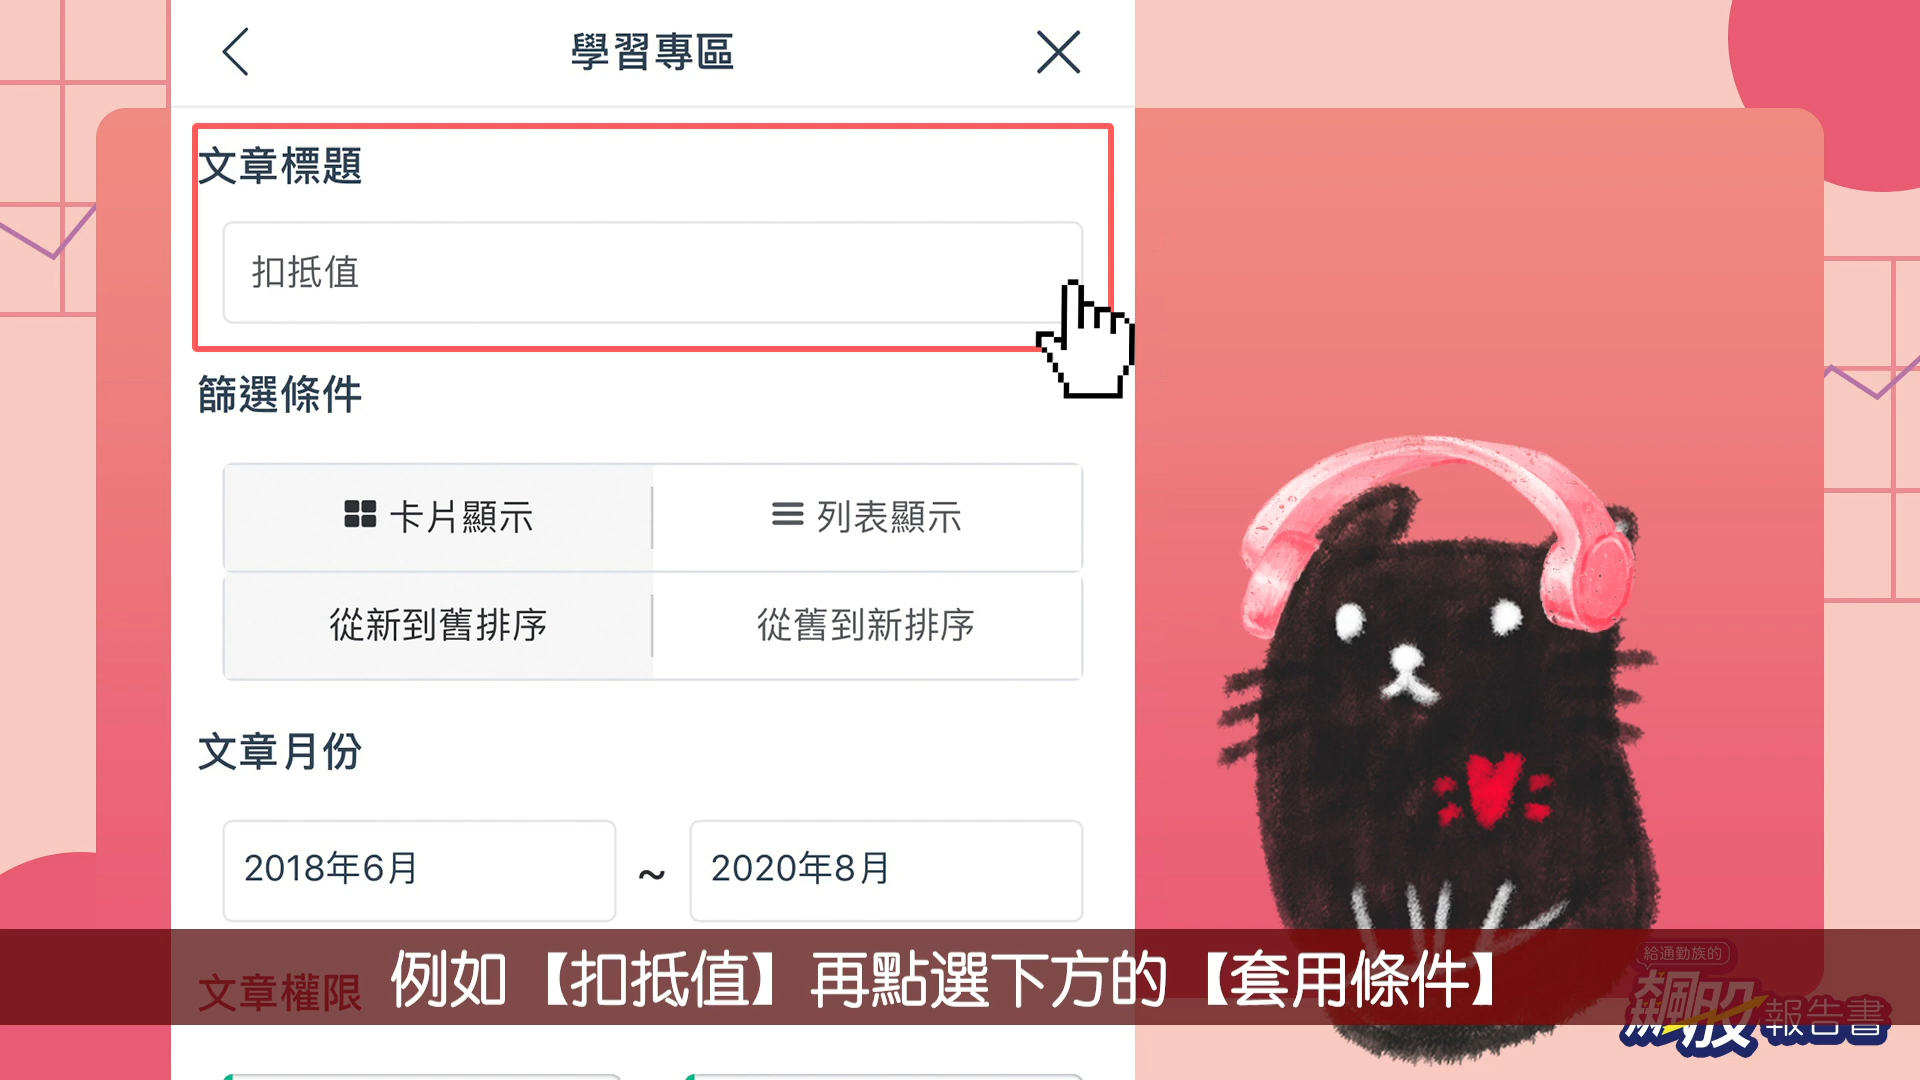 學習專區
文章標題
扣抵值
篩選條件
卡片顯示
列表顯示
從新到舊排序
從舊到新排序
文章月份
2018年6月
~
2020年8月
文章權限
例如【扣抵值】再點選下方的【套用條件】
給通勤族的
飆股報告書